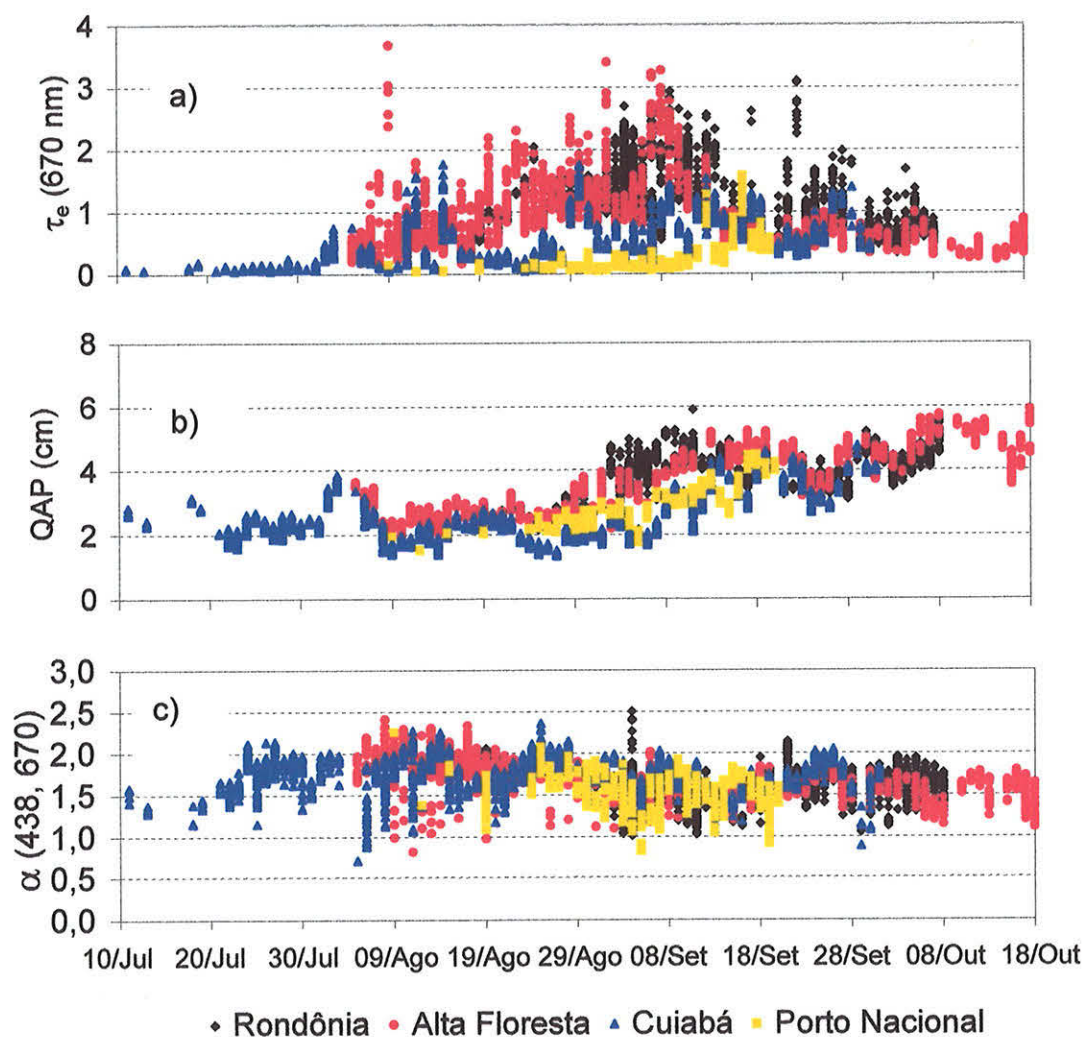 4
3
2
1
0
τe (670 nm)
a)
8
6
4
2
0
QAP (cm)
b)
3,0
2,5
2,0
1,5
1,0
0,5
0,0
α (438, 670)
c)
10/Jul 20/Jul 30/Jul 09/Ago 19/Ago 29/Ago 08/Set 18/Set 28/Set 08/Out 18/Out
Rondônia Alta Floresta Cuiabá Porto Nacional